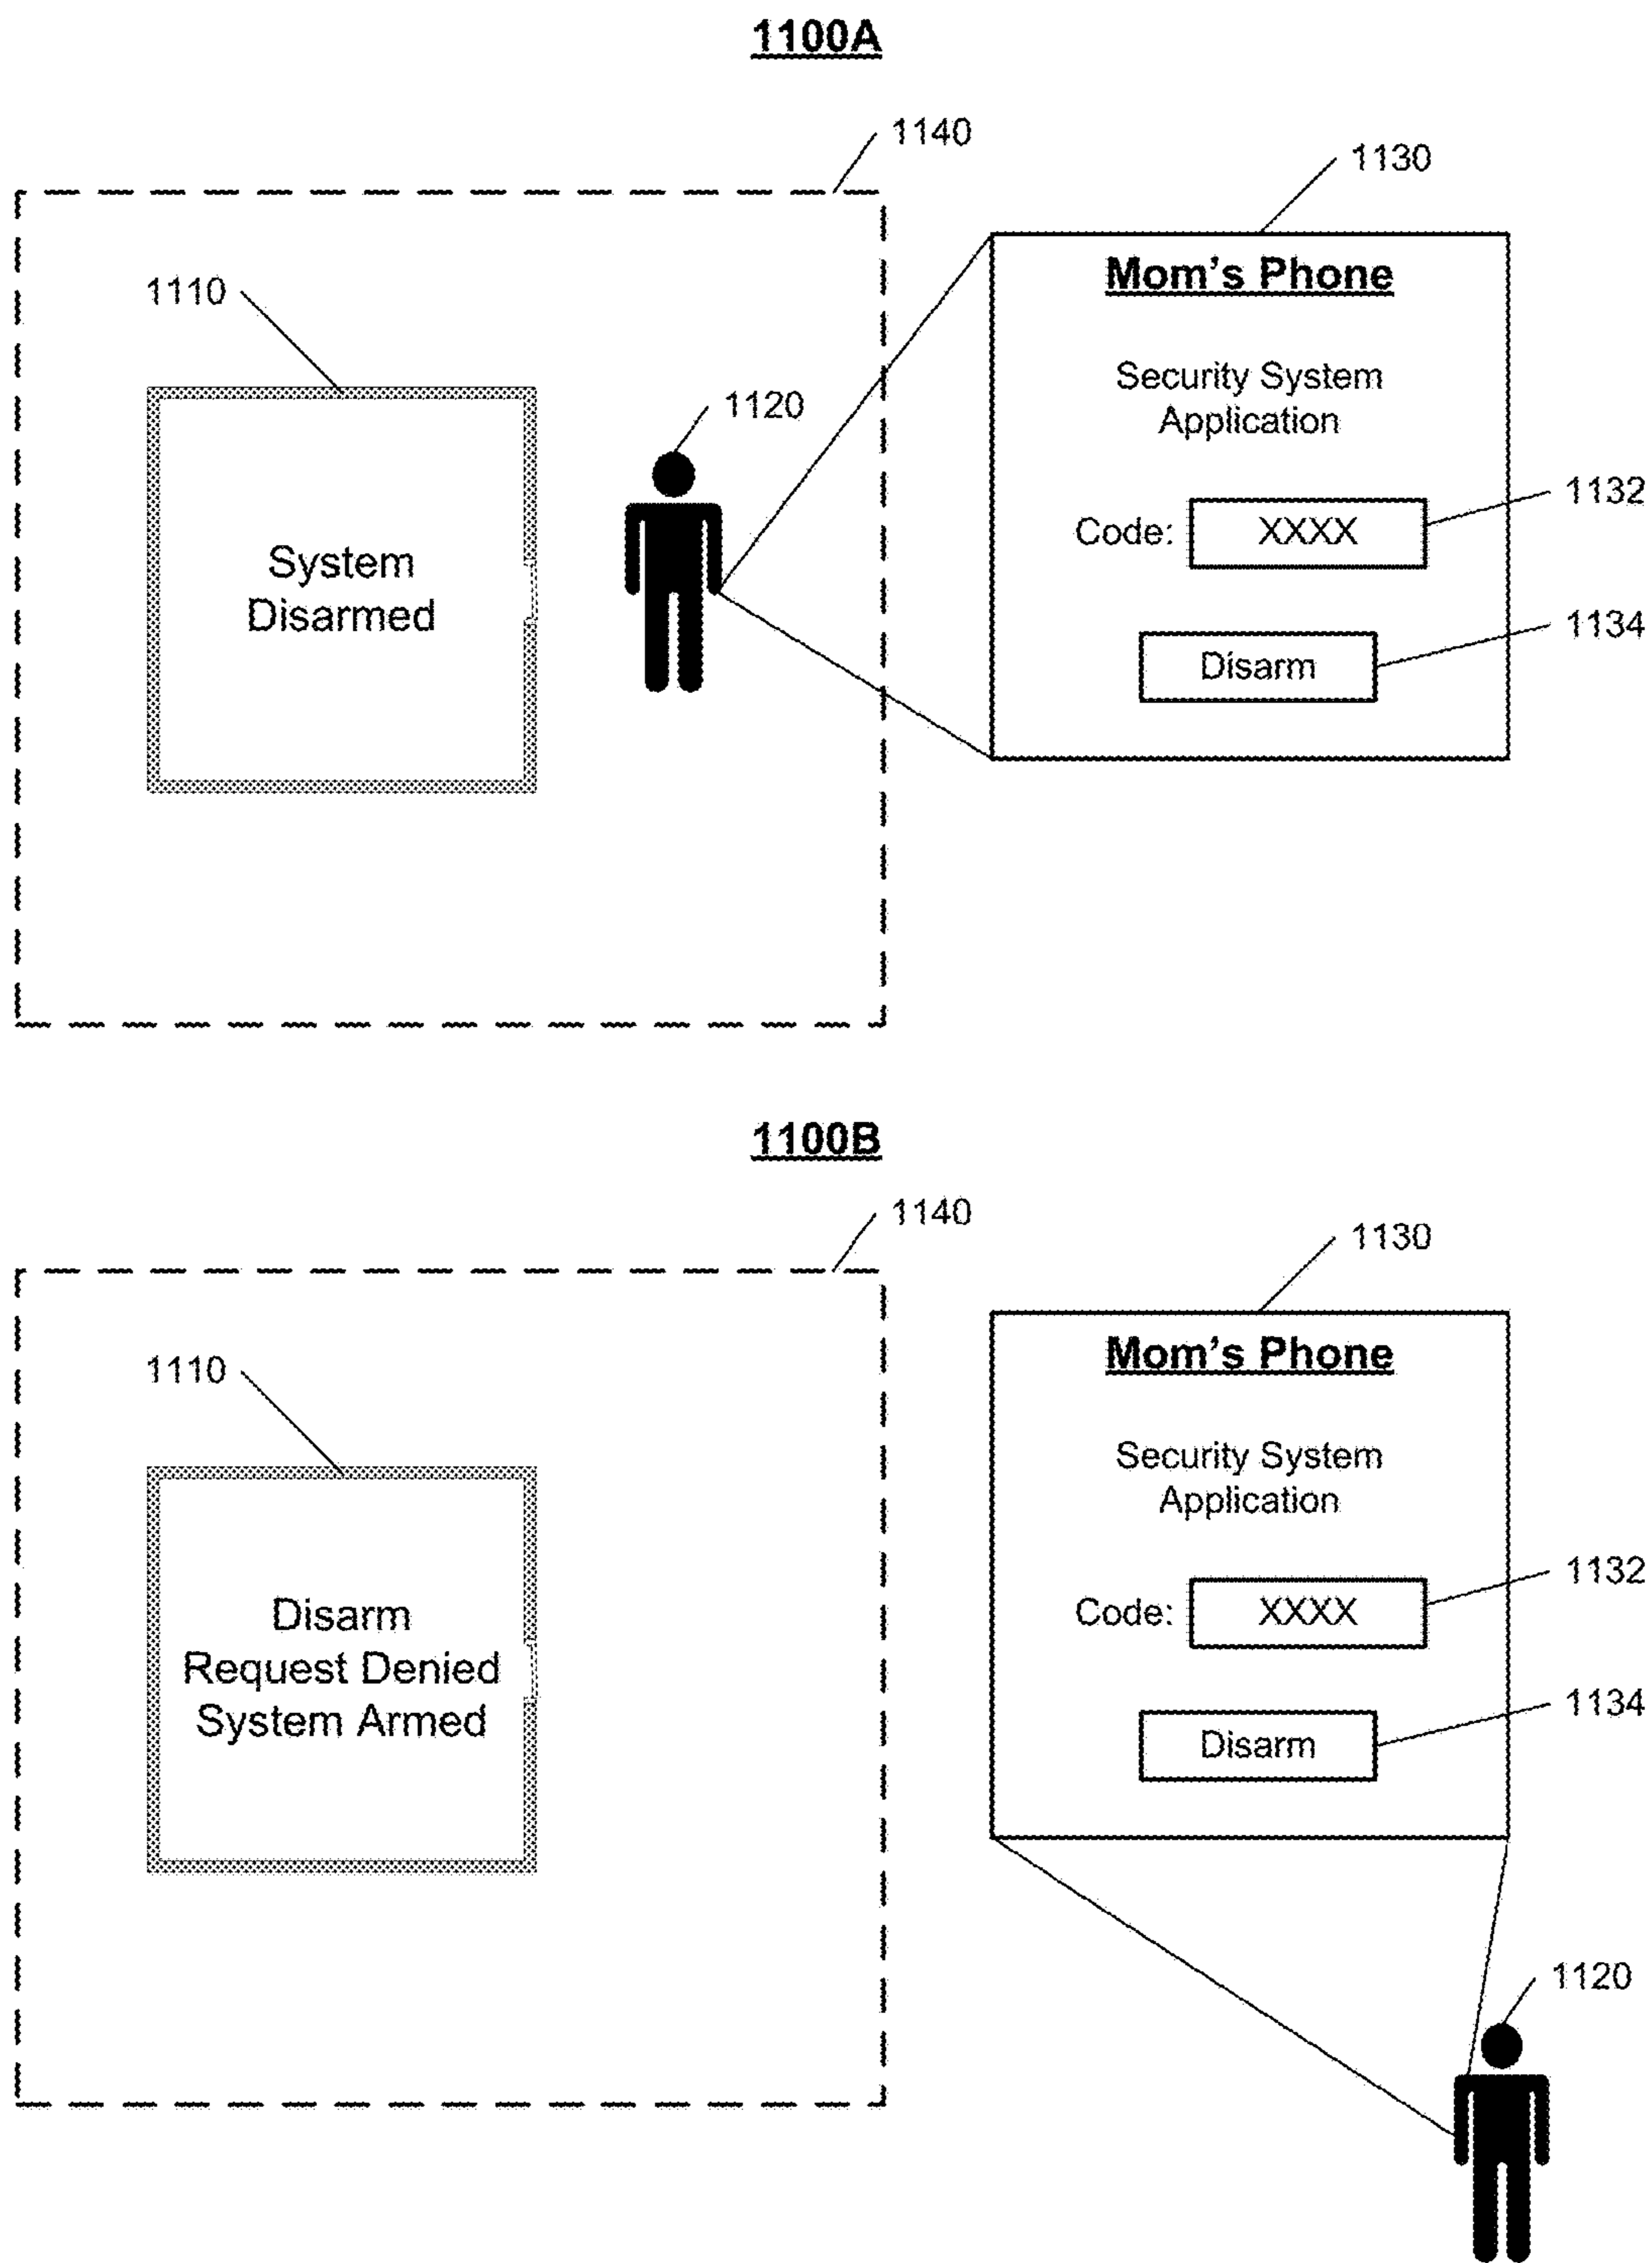 1100A
1140
1130
1110
Mom's Phone
Security System
Application
1120
1132
Code: XXXX
System
Disarmed
1134
Disarm
1100B
1140
1130
1110
Mom's Phone
Security System
Application
1132
Code: XXXX
Disarm
Request Denied
System Armed
1134
Disarm
1120